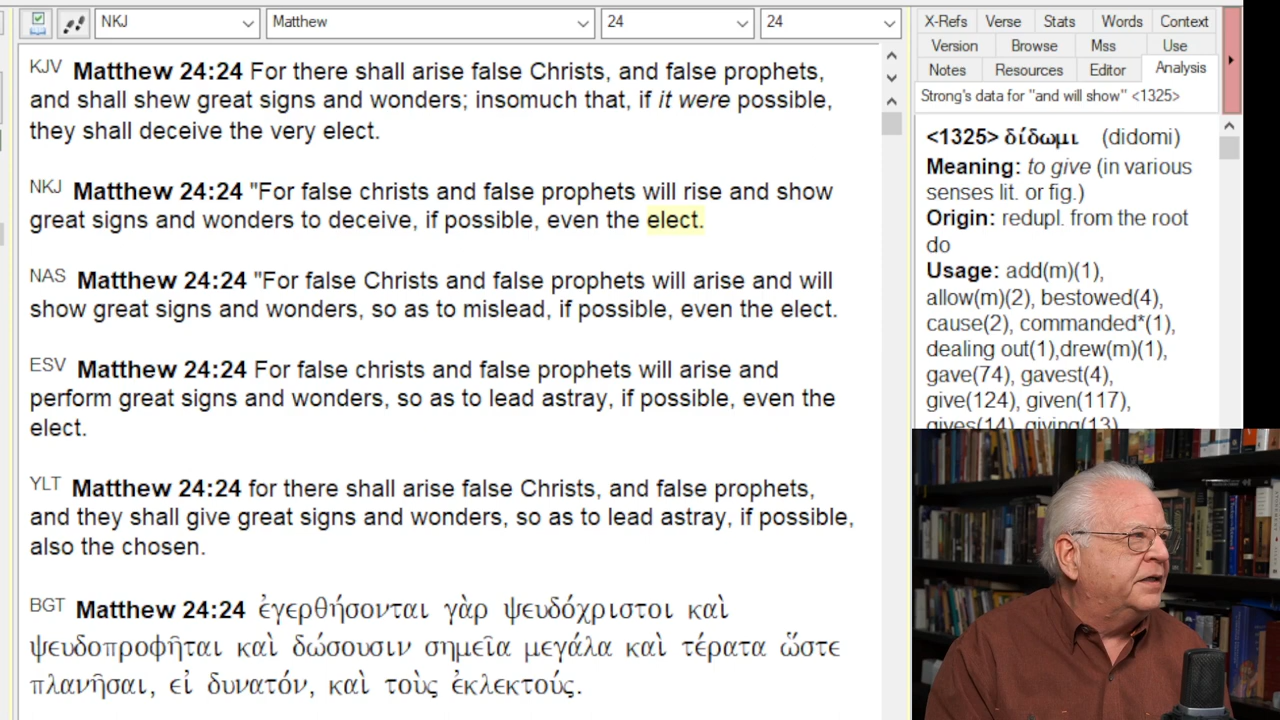 NKJ Matthew 24 24
KJV Matthew 24:24 For there shall arise false Christs, and false prophets,
and shall shew great signs and wonders; insomuch that, if it were possible,
they shall deceive the very elect.
NKJ Matthew 24:24 "For false christs and false prophets will rise and show
great signs and wonders to deceive, if possible, even the elect.
NAS Matthew 24:24 "For false Christs and false prophets will arise and will
show great signs and wonders, so as to mislead, if possible, even the elect.
ESV Matthew 24:24 For false christs and false prophets will arise and
perform great signs and wonders, so as to lead astray, if possible, even the
elect.
YLT Matthew 24:24 for there shall arise false Christs, and false prophets,
and they shall give great signs and wonders, so as to lead astray, if possible,
also the chosen.
BGT Matthew 24:24 ἐγερθήσονται γὰρ ψευδόχριστοι καὶ
ψευδοπροφῆται καὶ δώσουσιν σημεῖα μεγάλα καὶ τέρατα ὥστε
πλανῆσαι, εἰ δυνατόν, καὶ τοὺς ἐκλεκτούς.
X-Refs Verse Stats Words Context
Version Browse Mss Use
Notes Resources Editor Analysis
Strong's data for "and will show" <1325>
<1325> δίδωμι (didomi)
Meaning: to give (in various
senses lit. or fig.)
Origin: redupl. from the root
do
Usage: add(m)(1),
allow(m)(2), bestowed(4),
cause(2), commanded*(1),
dealing out(1),drew(m)(1),
gave(74), gavest(4),
give(124), given(117),
gives(14), giving(13)